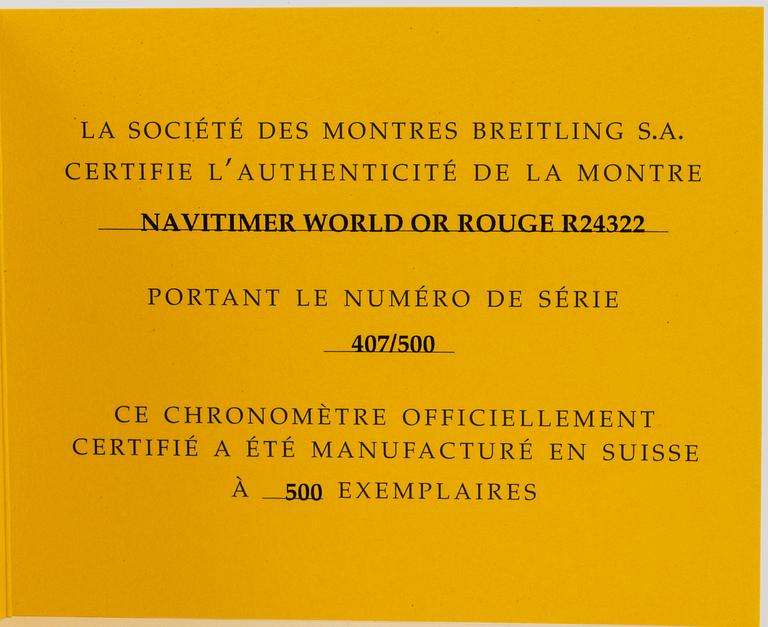 LA SOCIÉTÉ DES MONTRES BREITLING S.A.
CERTIFIE L'AUTHENTICITÉ DE LA MONTRE
NAVITIMER WORLD OR ROUGE R24322
PORTANT LE NUMÉRO DE SÉRIE
407/500
CE CHRONOMÈTRE OFFICIELLEMENT
CERTIFIÉ A ÉTÉ MANUFACTURÉ EN SUISSE
À 500 EXEMPLAIRES